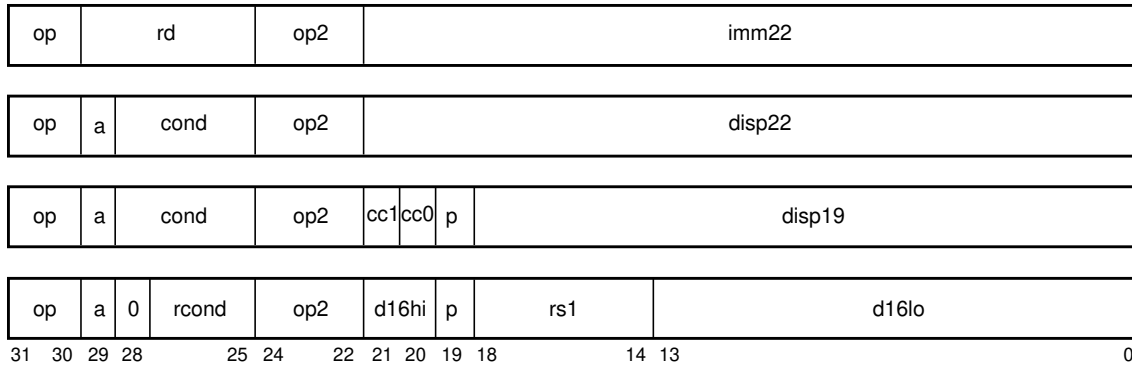 op rd op2 imm22
op a cond op2 disp22
op a cond op2 cc1 cc0 p disp19
op a 0 rcond op2 d16hi p rs1 d16lo
31 30 29 28 25 24 22 21 20 19 18 14 13 0